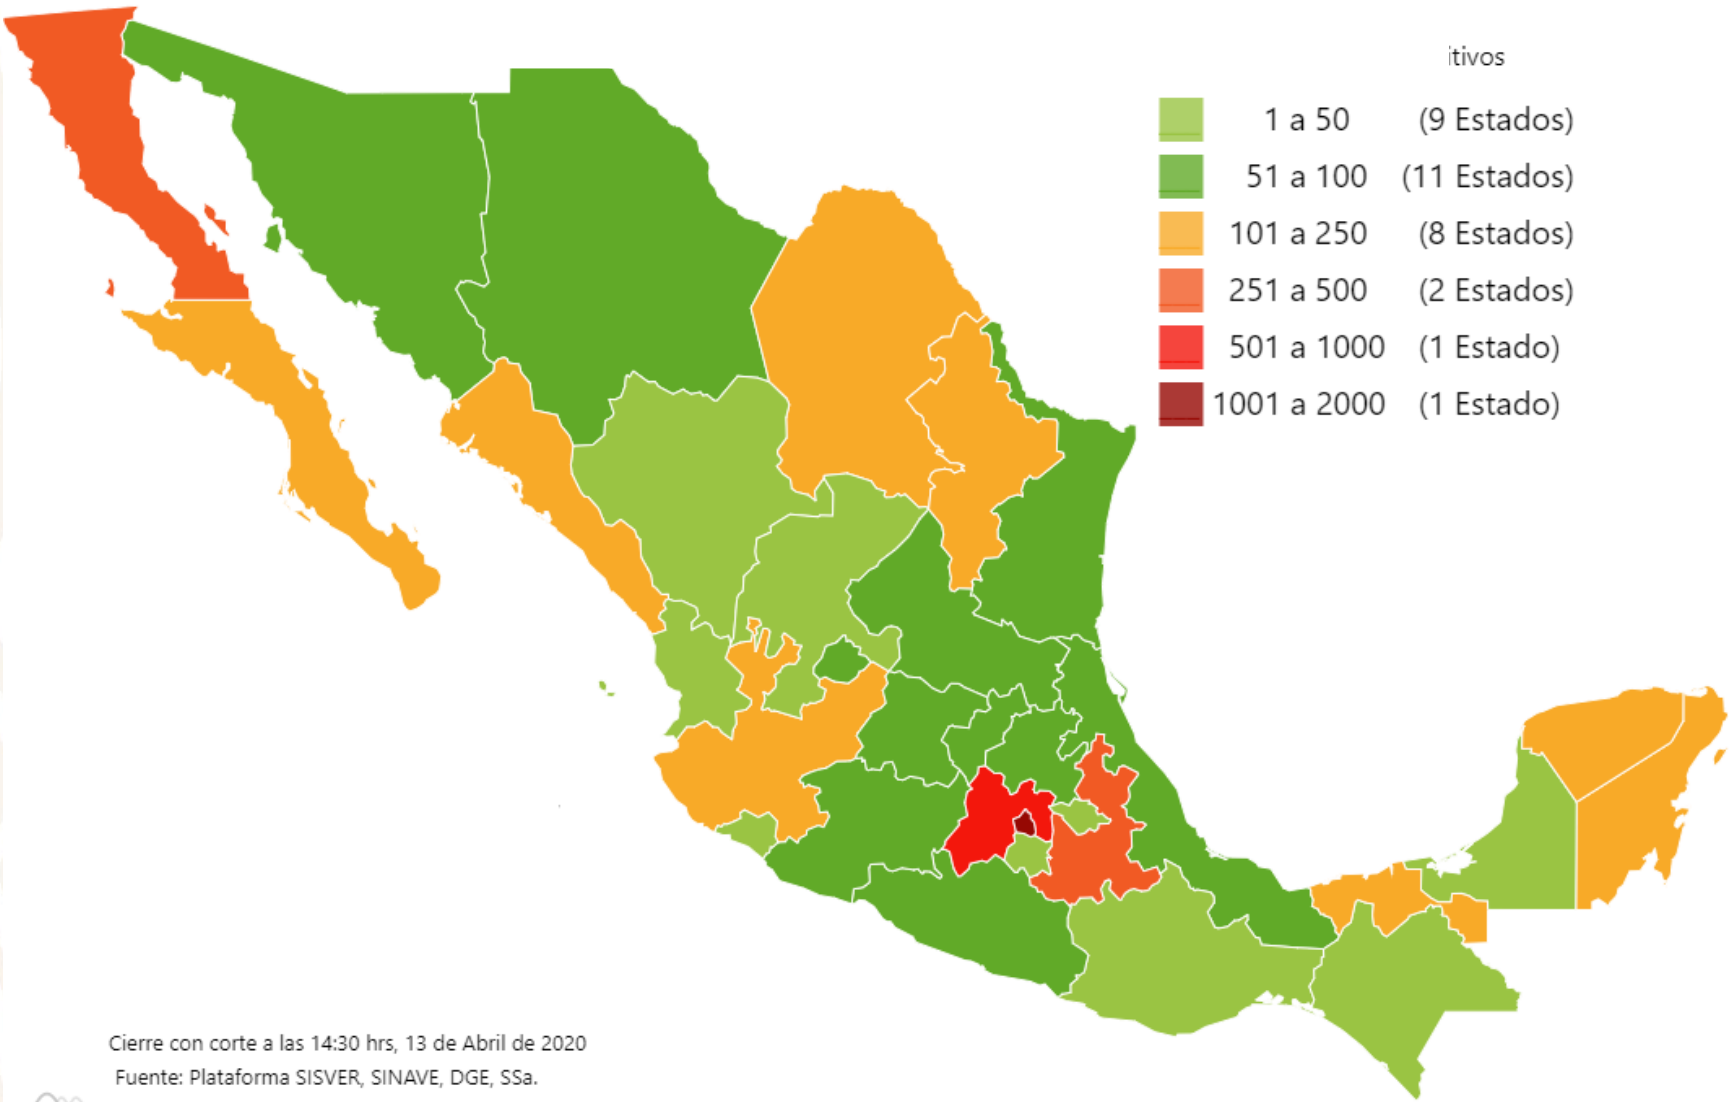 itivos
1 a 50 (9 Estados)
51 a 100 (11 Estados)
101 a 250 (8 Estados)
251 a 500 (2 Estados)
501 a 1000 (1 Estado)
1001 a 2000 (1 Estado)
Cierre con corte a las 14:30 hrs, 13 de Abril de 2020
Fuente: Plataforma SISVER, SINAVE, DGE, SSa.